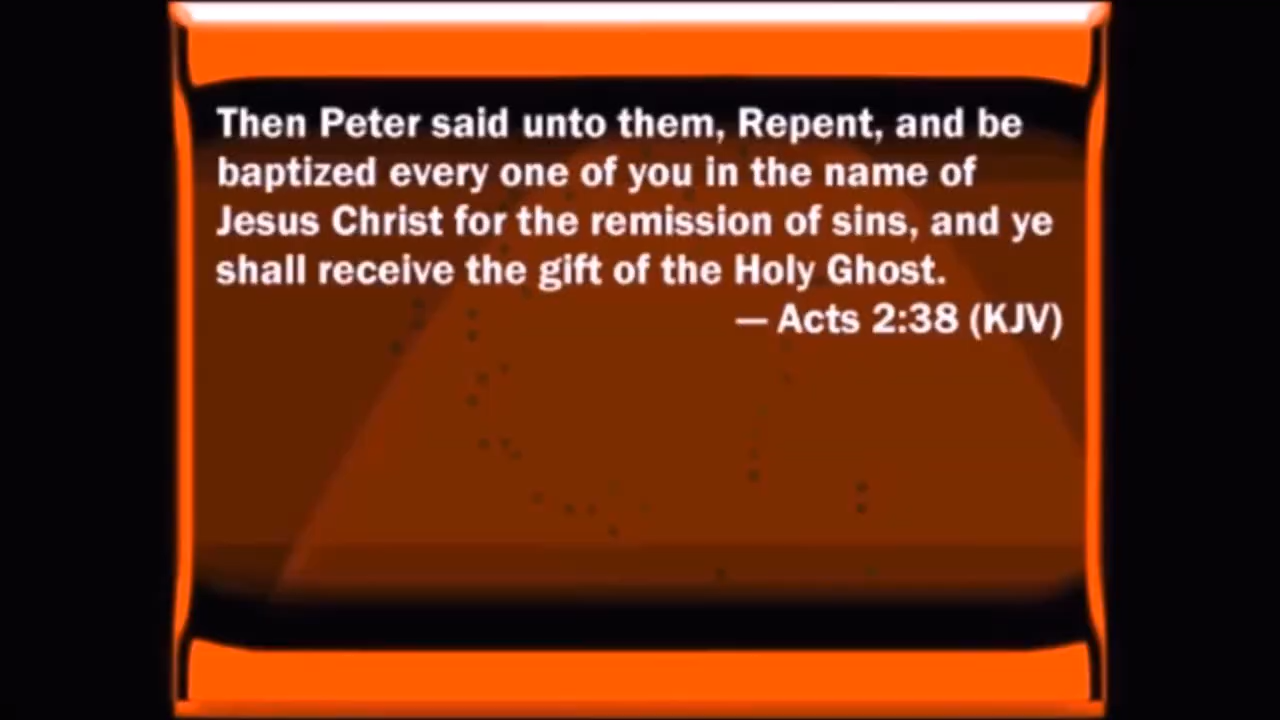 Then Peter said unto them, Repent, and be
baptized every one of you in the name of
Jesus Christ for the remission of sins, and ye
shall receive the gift of the Holy Ghost.
— Acts 2:38 (KJV)